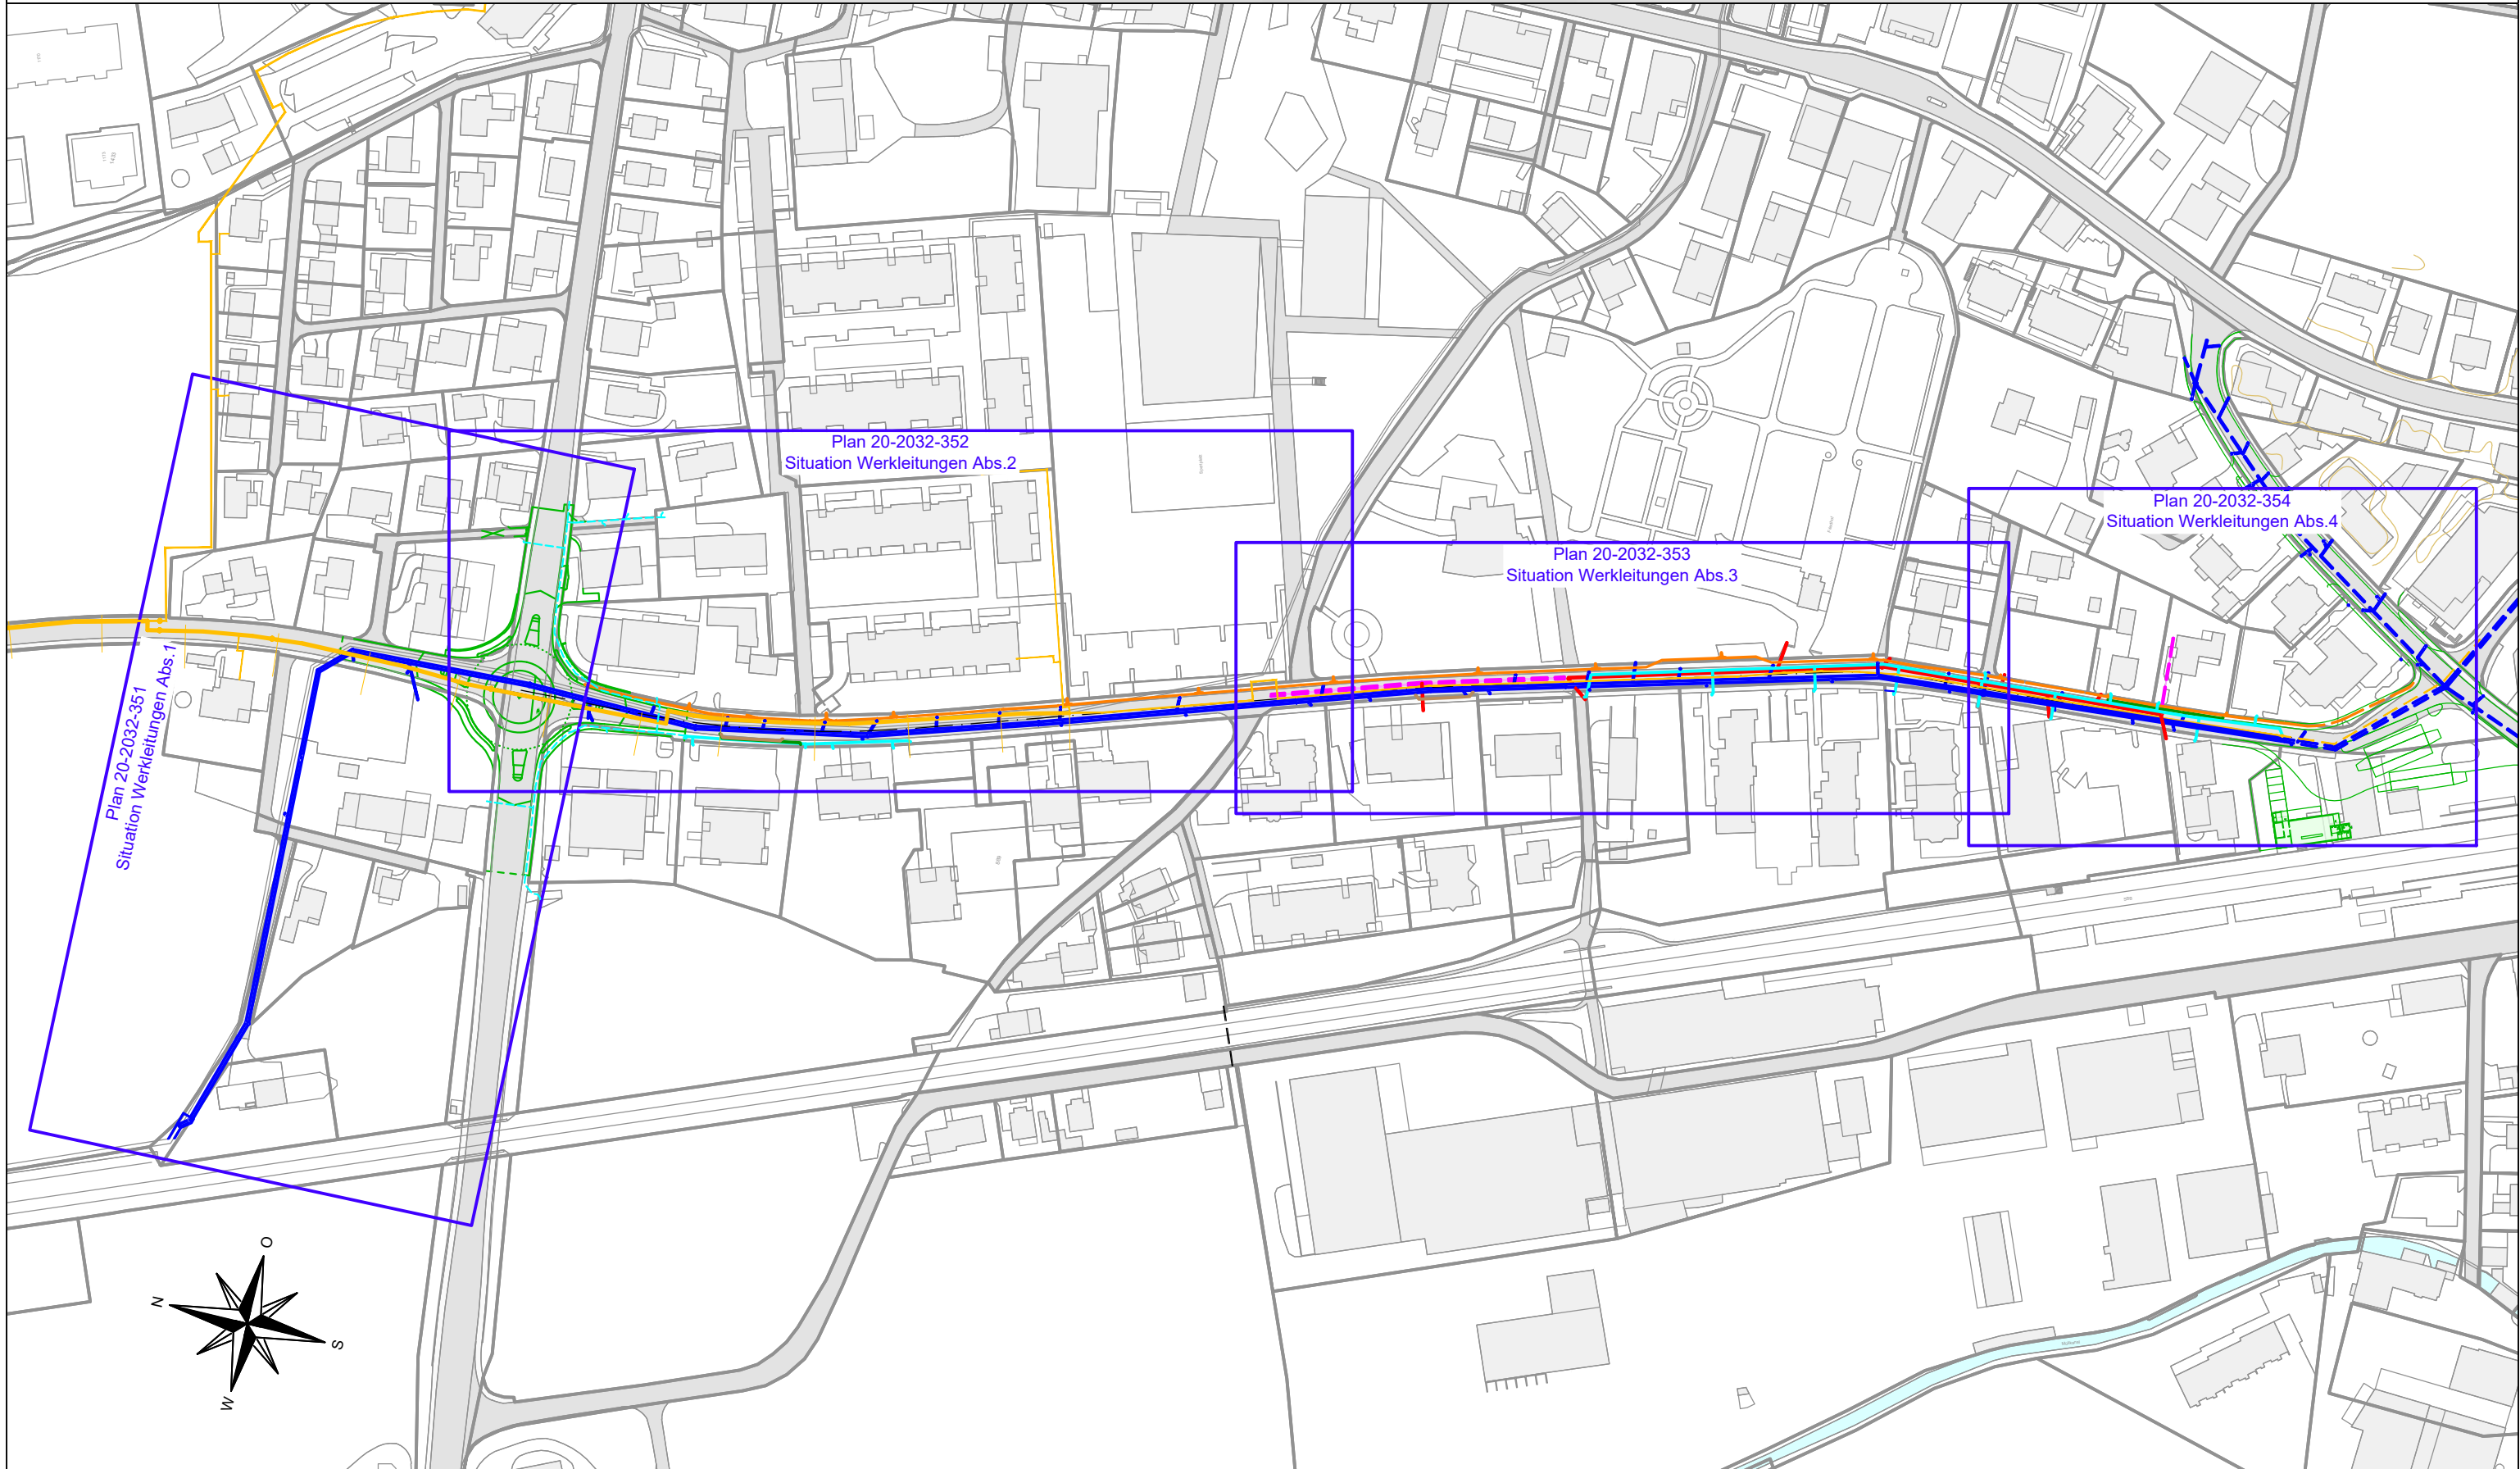 Plan 20-2032-351
Situation Werkleitungen Abs.1
Plan 20-2032-352
Situation Werkleitungen Abs.2
Plan 20-2032-353
Situation Werkleitungen Abs.3
Plan 20-2032-354
Situation Werkleitungen Abs.4
O
N
S
W